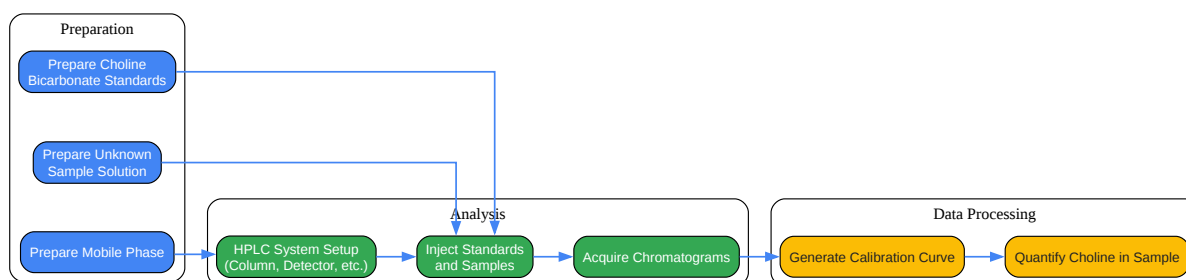 Preparation
Prepare Choline
Bicarbonate Standards
Prepare Unknown
Sample Solution
Prepare Mobile Phase
Analysis
HPLC System Setup
(Column, Detector, etc.)
Inject Standards
and Samples
Acquire Chromatograms
Data Processing
Generate Calibration Curve
Quantify Choline in Sample